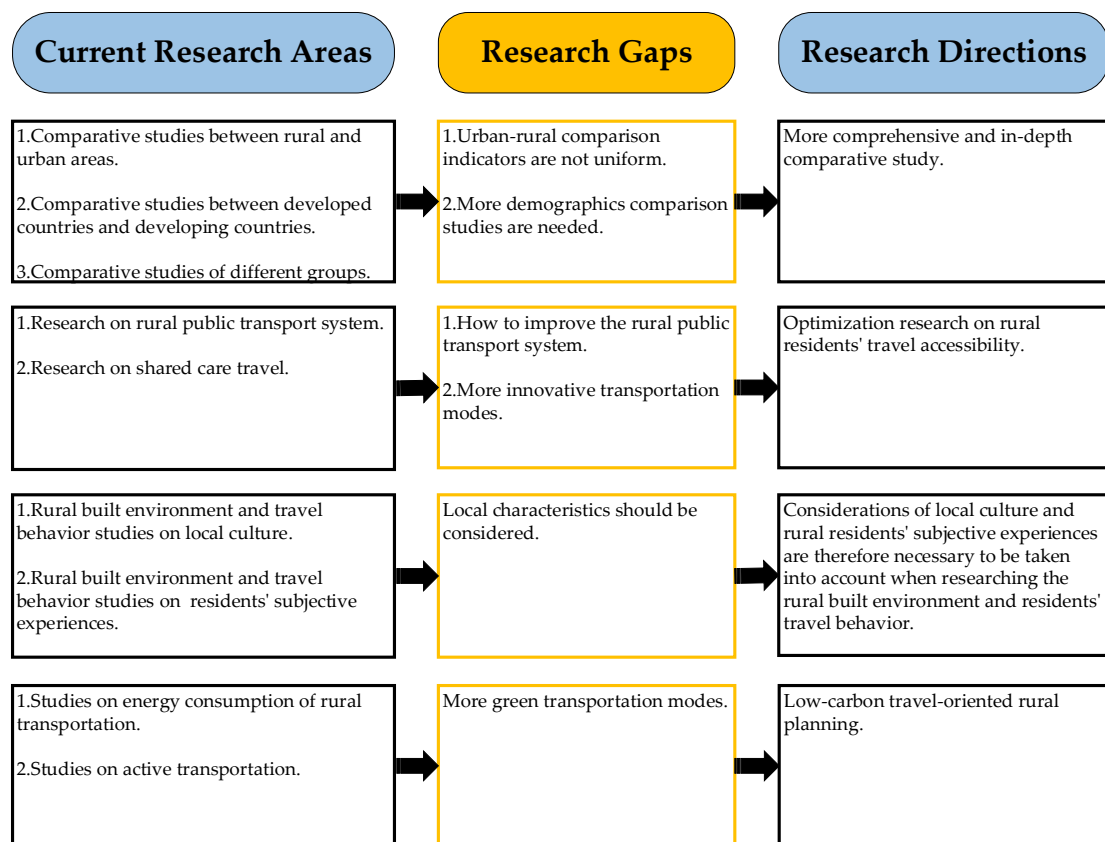 Current Research Areas
Research Gaps
Research Directions
1.Comparative studies between rural and
urban areas.
2.Comparative studies between developed
countries and developing countries.
3.Comparative studies of different groups.
1.Urban-rural comparison
indicators are not uniform.
2.More demographics comparison
studies are needed.
More comprehensive and in-depth
comparative study.
1.Research on rural public transport system.
2.Research on shared care travel.
1.How to improve the rural public
transport system.
2.More innovative transportation
modes.
Optimization research on rural
residents' travel accessibility.
1.Rural built environment and travel
behavior studies on local culture.
2.Rural built environment and travel
behavior studies on  residents' subjective
experiences.
Local characteristics should be
considered.
Considerations of local culture and
rural residents' subjective experiences
are therefore necessary to be taken
into account when researching the
rural built environment and residents'
travel behavior.
1.Studies on energy consumption of rural
transportation.
2.Studies on active transportation.
More green transportation modes.
Low-carbon travel-oriented rural
planning.